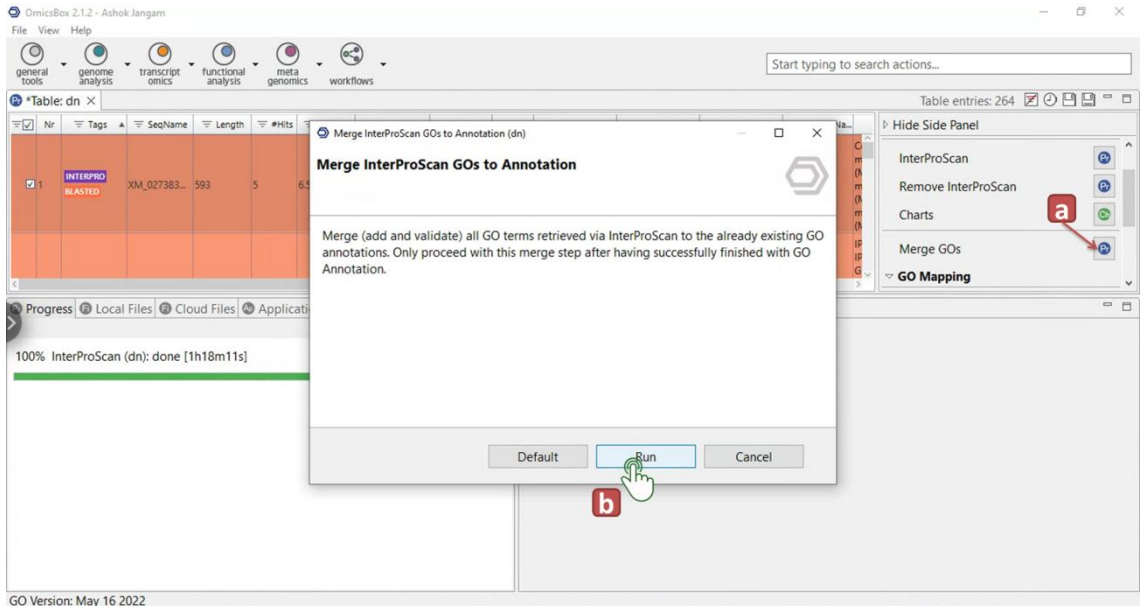 OmicsBox 2.1.2 - Ashok Jangam
File View Help
general tools
genome analysis
transcript omics
functional analysis
meta genomics
workflows
Start typing to search actions...
*Table: dn
Table entries: 264
Nr Tags SeqName Length #Hits
Hide Side Panel
1 INTERPRO BLASTED XM_027383... 593 5
InterProScan
Remove InterProScan
Charts
a
Merge GOs
GO Mapping
Merge InterProScan GOs to Annotation (dn)
Merge InterProScan GOs to Annotation
Merge (add and validate) all GO terms retrieved via InterProScan to the already existing GO
annotations. Only proceed with this merge step after having successfully finished with GO
Annotation.
Default Run Cancel
b
Progress Local Files Cloud Files
100% InterProScan (dn): done [1h18m11s]
GO Version: May 16 2022